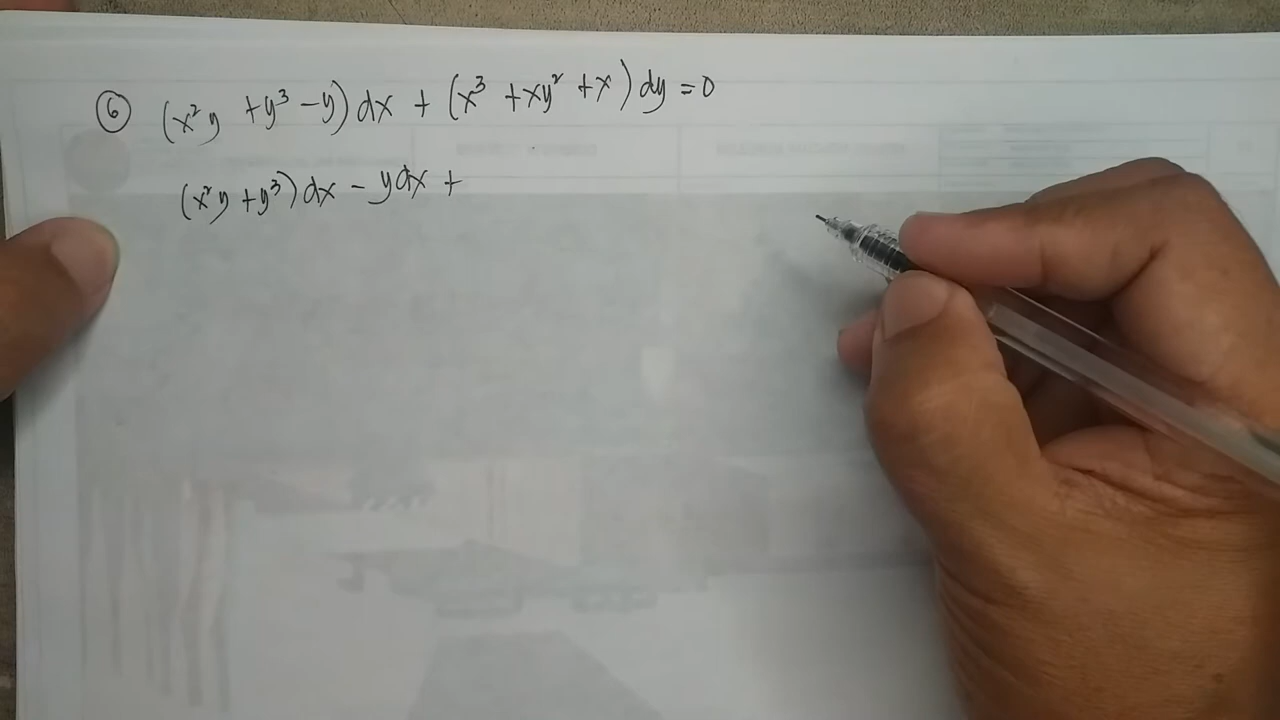 ⑥ (x²y + y³ - y) dx + (x³ + xy² + x) dy = 0
(x²y + y³) dx - y dx +